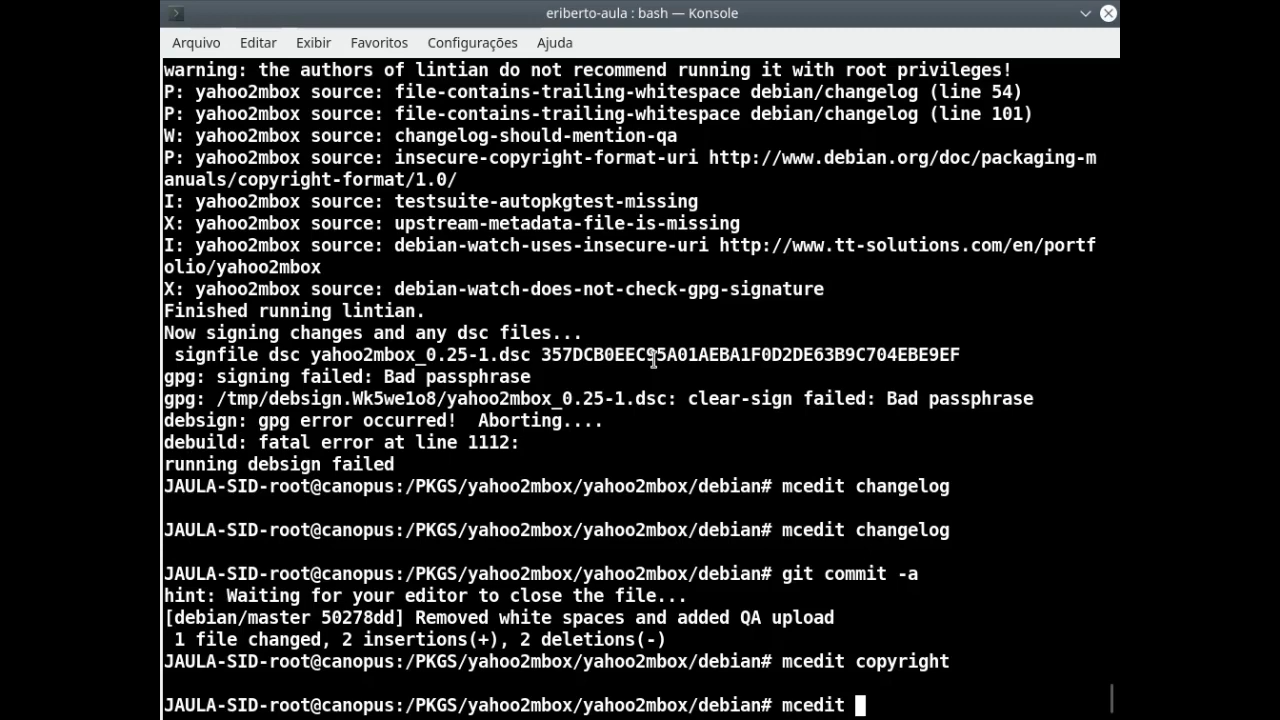 eriberto-aula : bash — Konsole
Arquivo Editar Exibir Favoritos Configurações Ajuda
warning: the authors of lintian do not recommend running it with root privileges!
P: yahoo2mbox source: file-contains-trailing-whitespace debian/changelog (line 54)
P: yahoo2mbox source: file-contains-trailing-whitespace debian/changelog (line 101)
W: yahoo2mbox source: changelog-should-mention-qa
P: yahoo2mbox source: insecure-copyright-format-uri http://www.debian.org/doc/packaging-m
anuals/copyright-format/1.0/
I: yahoo2mbox source: testsuite-autopkgtest-missing
X: yahoo2mbox source: upstream-metadata-file-is-missing
I: yahoo2mbox source: debian-watch-uses-insecure-uri http://www.tt-solutions.com/en/portf
olio/yahoo2mbox
X: yahoo2mbox source: debian-watch-does-not-check-gpg-signature
Finished running lintian.
Now signing changes and any dsc files...
signfile dsc yahoo2mbox_0.25-1.dsc 357DCB0EEC95A01AEBA1F0D2DE63B9C704EBE9EF
gpg: signing failed: Bad passphrase
gpg: /tmp/debsign.Wk5we1o8/yahoo2mbox_0.25-1.dsc: clear-sign failed: Bad passphrase
debsign: gpg error occurred!  Aborting....
debuild: fatal error at line 1112:
running debsign failed
JAULA-SID-root@canopus:/PKGS/yahoo2mbox/yahoo2mbox/debian# mcedit changelog
JAULA-SID-root@canopus:/PKGS/yahoo2mbox/yahoo2mbox/debian# mcedit changelog
JAULA-SID-root@canopus:/PKGS/yahoo2mbox/yahoo2mbox/debian# git commit -a
hint: Waiting for your editor to close the file...
[debian/master 50278dd] Removed white spaces and added QA upload
1 file changed, 2 insertions(+), 2 deletions(-)
JAULA-SID-root@canopus:/PKGS/yahoo2mbox/yahoo2mbox/debian# mcedit copyright
JAULA-SID-root@canopus:/PKGS/yahoo2mbox/yahoo2mbox/debian# mcedit